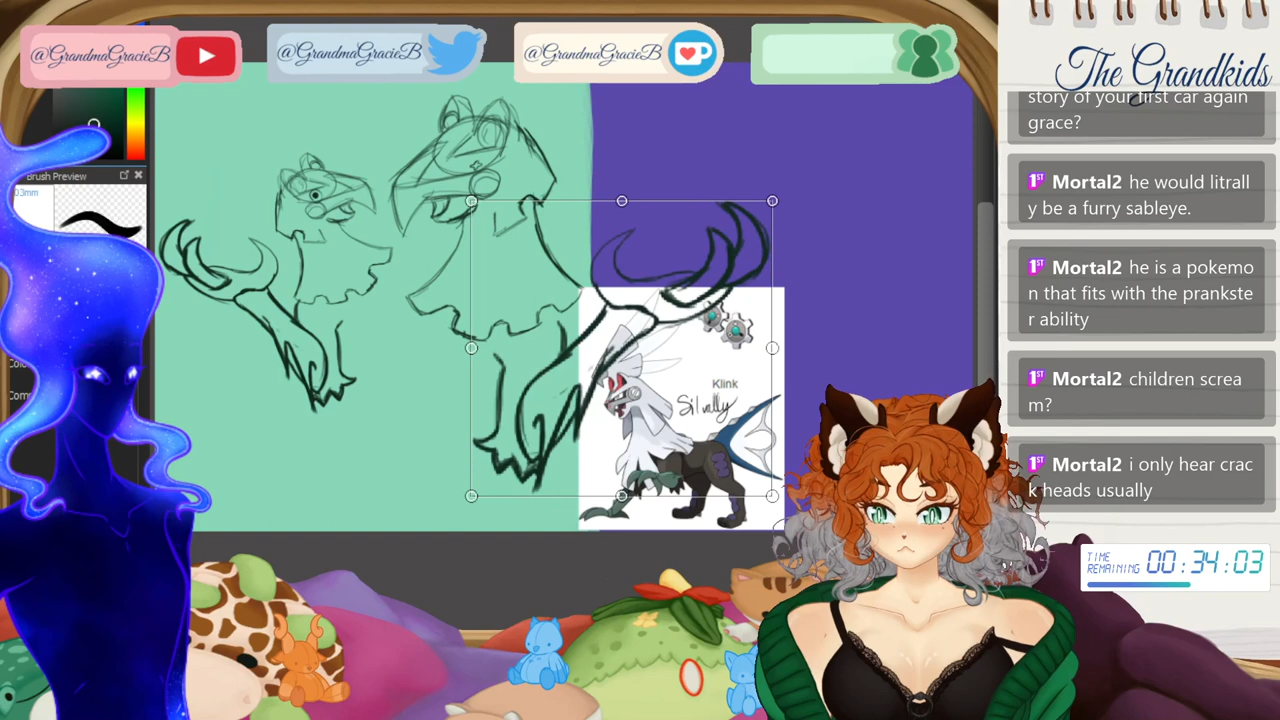 @GrandmaGracieB
@GrandmaGracieB
@GrandmaGracieB
The Grandkids
story of your first car again
grace?
Mortal2 he would litrall
y be a furry sableye.
Mortal2 he is a pokemo
n that fits with the prankste
r ability
Mortal2 children screa
m?
Mortal2 i only hear crac
k heads usually
TIME
REMAINING 00:34:03
Brush Preview
Klink
Silvally